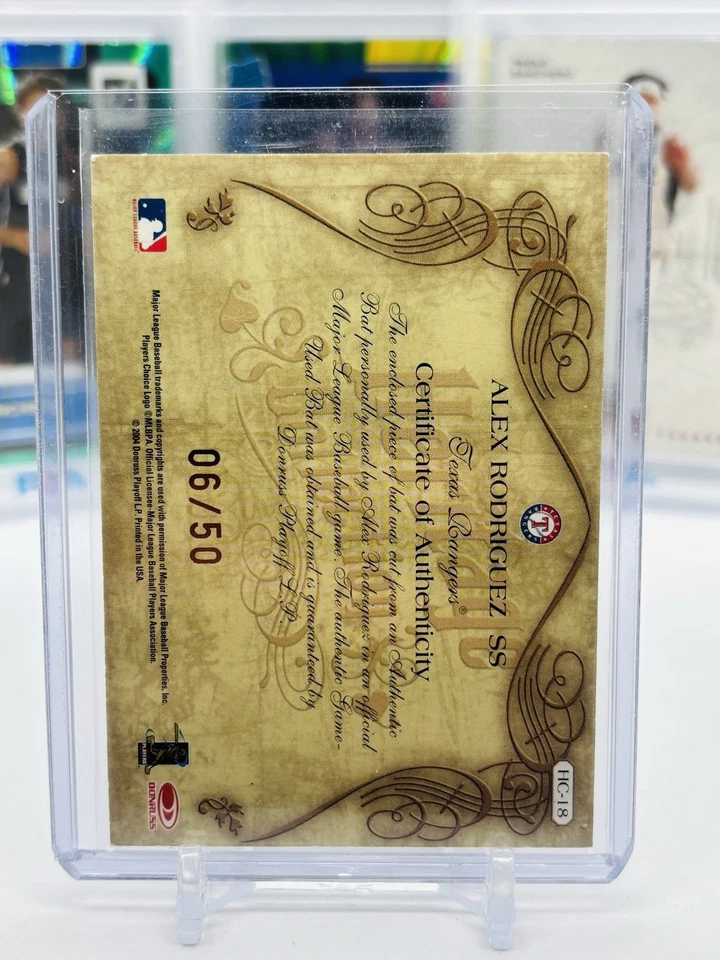 HC-18
ALEX RODRIGUEZ SS
Texas Rangers®
Certificate of Authenticity
The enclosed piece of bat was cut from an Authentic
Bat personally used by Alex Rodriguez in an official
Major League Baseball game. The authentic Game-
Used Bat was obtained and is guaranteed by
Donruss Playoff L.P.
06/50
Major League Baseball trademarks and copyrights are used with permission of Major League Baseball Properties, Inc.
Players Choice Logo ©MLBPA. Official Licensee-Major League Baseball Players Association.
© 2004 Donruss Playoff L.P. Printed in the USA.
MAJOR LEAGUE BASEBALL
PLAYERS
DONRUSS